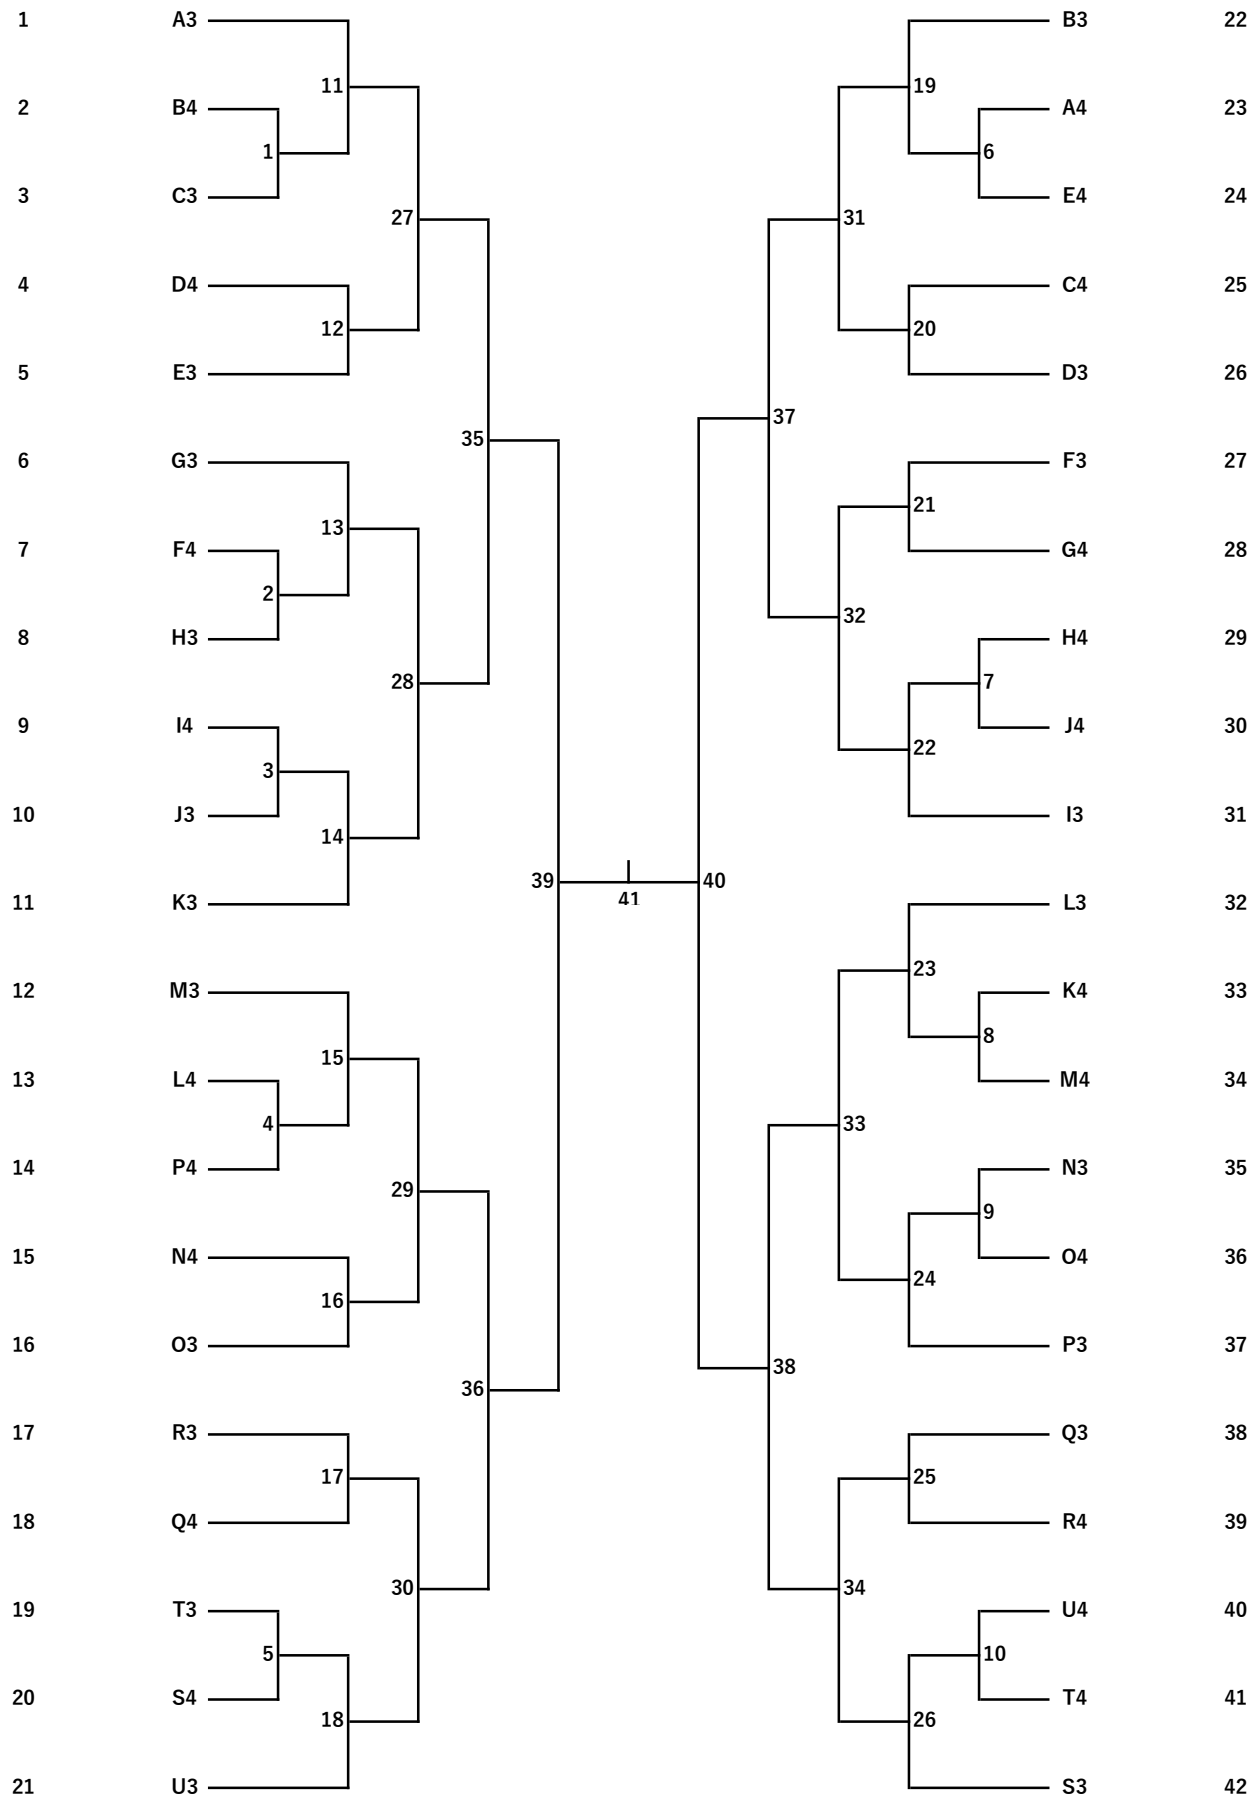 1 A3 B3 22
11 19
2 B4 A4 23
1 6
3 C3 E4 24
27 31
4 D4 C4 25
12 20
5 E3 D3 26
37
35
6 G3 F3 27
21
13
7 F4 G4 28
2
32
8 H3 H4 29
28 7
9 I4 J4 30
22
3
10 J3 I3 31
14
39 40
41
11 K3 L3 32
23
12 M3 K4 33
8
15
13 L4 M4 34
4 33
14 P4 N3 35
29 9
15 N4 O4 36
24
16
16 O3 P3 37
38
36
17 R3 Q3 38
17 25
18 Q4 R4 39
30 34
19 T3 U4 40
5 10
20 S4 T4 41
18 26
21 U3 S3 42